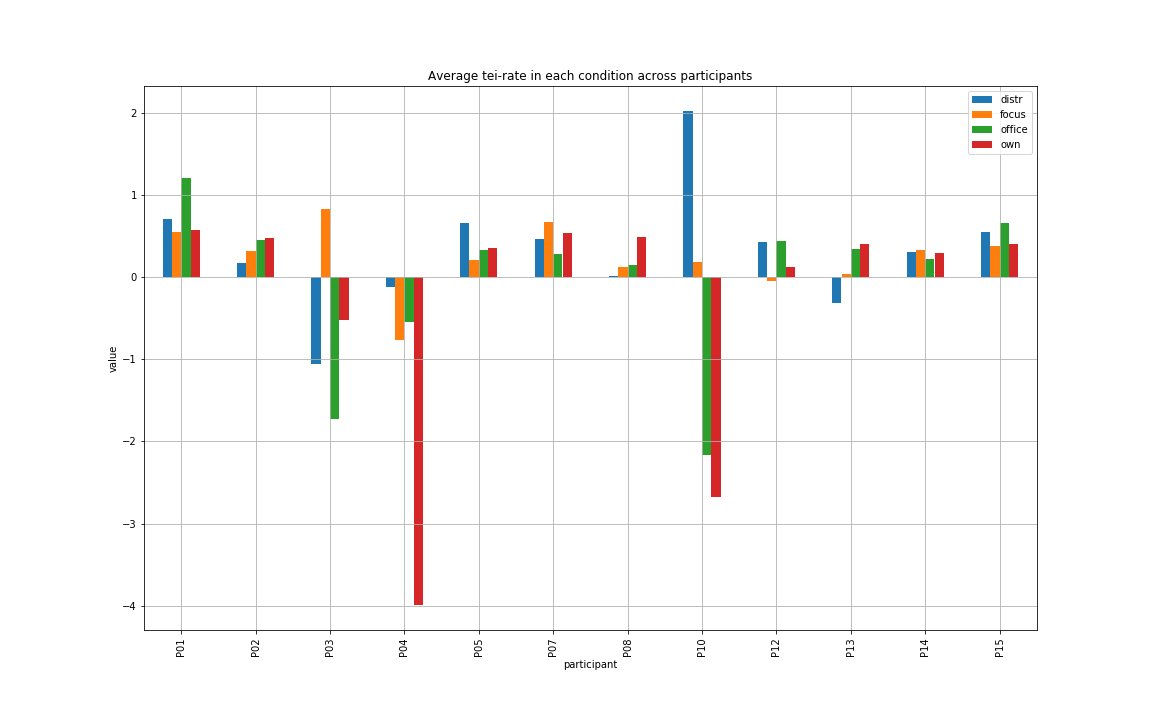 Average tei-rate in each condition across participants
distr
focus
office
own
2
1
0
−1
−2
−3
−4
value
P01
P02
P03
P04
P05
P07
P08
P10
P12
P13
P14
P15
participant